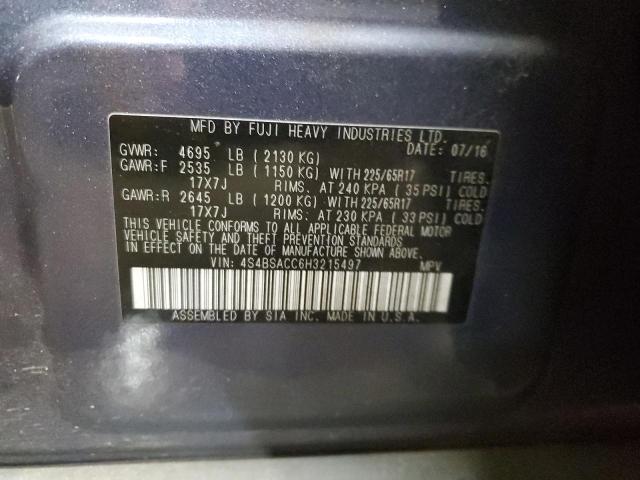 MFD BY FUJI HEAVY INDUSTRIES LTD.
GVWR: 4695 LB (2130 KG) DATE: 07/16
GAWR:F 2535 LB (1150 KG) WITH 225/65R17 TIRES.
17X7J RIMS. AT 240 KPA (35 PSI) COLD
GAWR:R 2645 LB (1200 KG) WITH 225/65R17 TIRES.
17X7J RIMS. AT 230 KPA (33 PSI) COLD
THIS VEHICLE CONFORMS TO ALL APPLICABLE FEDERAL MOTOR
VEHICLE SAFETY AND THEFT PREVENTION STANDARDS
IN EFFECT ON THE DATE OF MANUFACTURE SHOWN ABOVE.
VIN: 4S4BSACC6H3215497 MPV
ASSEMBLED BY SIA INC. MADE IN U.S.A.